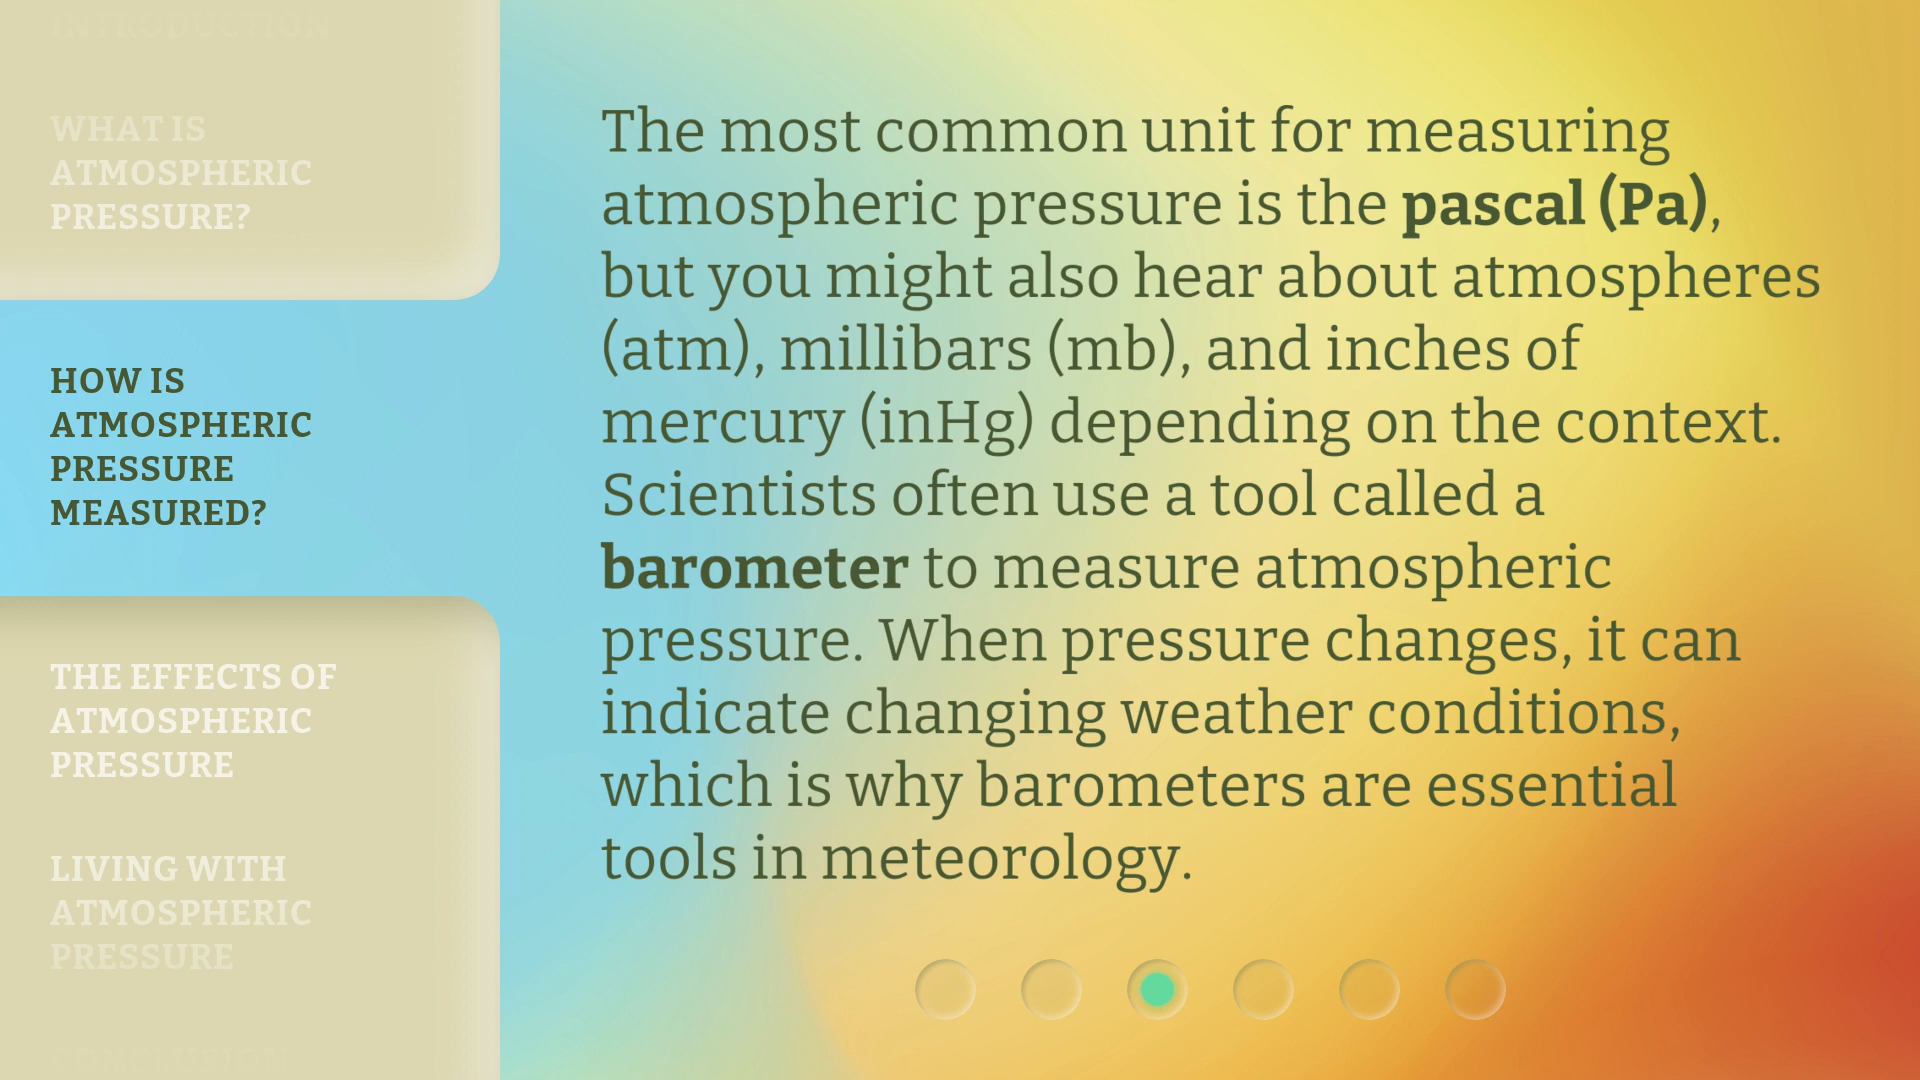 INTRODUCTION
WHAT IS
ATMOSPHERIC
PRESSURE?
HOW IS
ATMOSPHERIC
PRESSURE
MEASURED?
THE EFFECTS OF
ATMOSPHERIC
PRESSURE
LIVING WITH
ATMOSPHERIC
PRESSURE
CONCLUSION
The most common unit for measuring
atmospheric pressure is the pascal (Pa),
but you might also hear about atmospheres
(atm), millibars (mb), and inches of
mercury (inHg) depending on the context.
Scientists often use a tool called a
barometer to measure atmospheric
pressure. When pressure changes, it can
indicate changing weather conditions,
which is why barometers are essential
tools in meteorology.